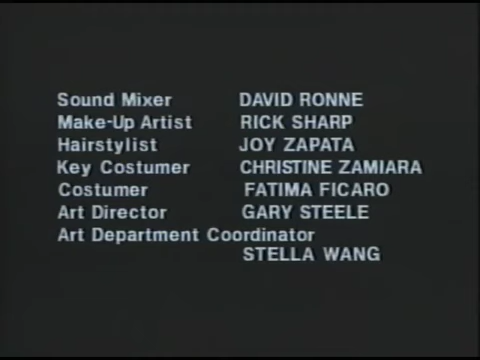 Sound Mixer DAVID RONNE
Make-Up Artist RICK SHARP
Hairstylist JOY ZAPATA
Key Costumer CHRISTINE ZAMIARA
Costumer FATIMA FICARO
Art Director GARY STEELE
Art Department Coordinator
STELLA WANG